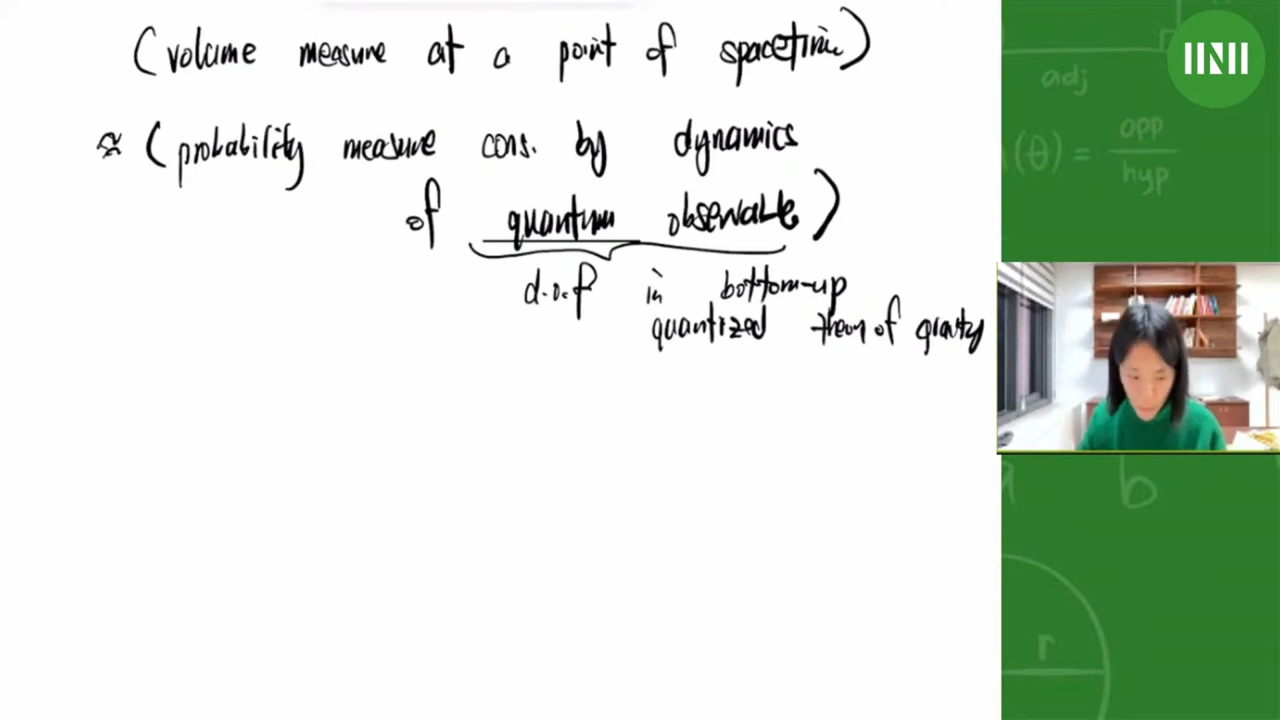 (volume measure at a point of spacetime)
≈ (probability measure cons. by dynamics
of quantum observable)
d.o.f in bottom-up
quantized theory of gravity
adj
(θ) = opp
hyp
b
r